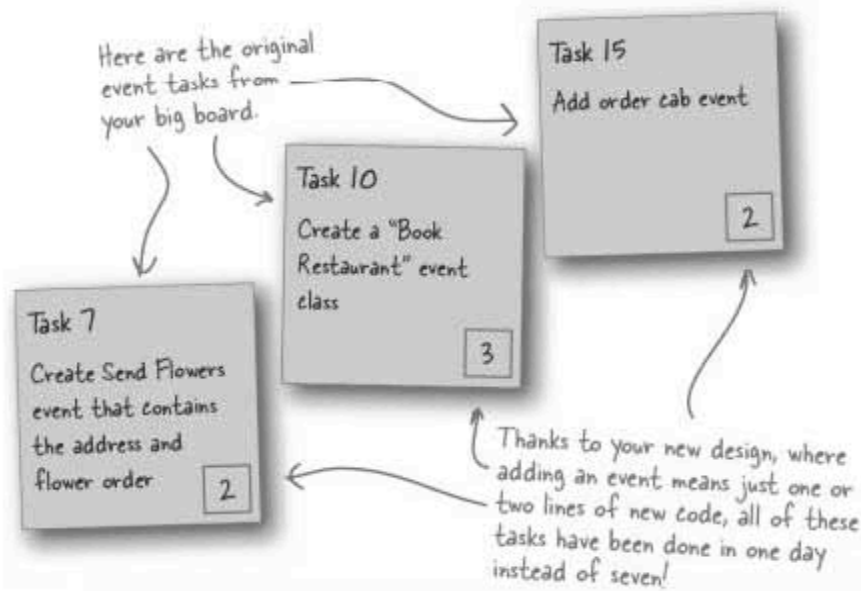 Here are the original
event tasks from
your big board.
Task 15
Add order cab event
2
Task 10
Create a "Book
Restaurant" event
class
3
Task 7
Create Send Flowers
event that contains
the address and
flower order
2
Thanks to your new design, where
adding an event means just one or
two lines of new code, all of these
tasks have been done in one day
instead of seven!